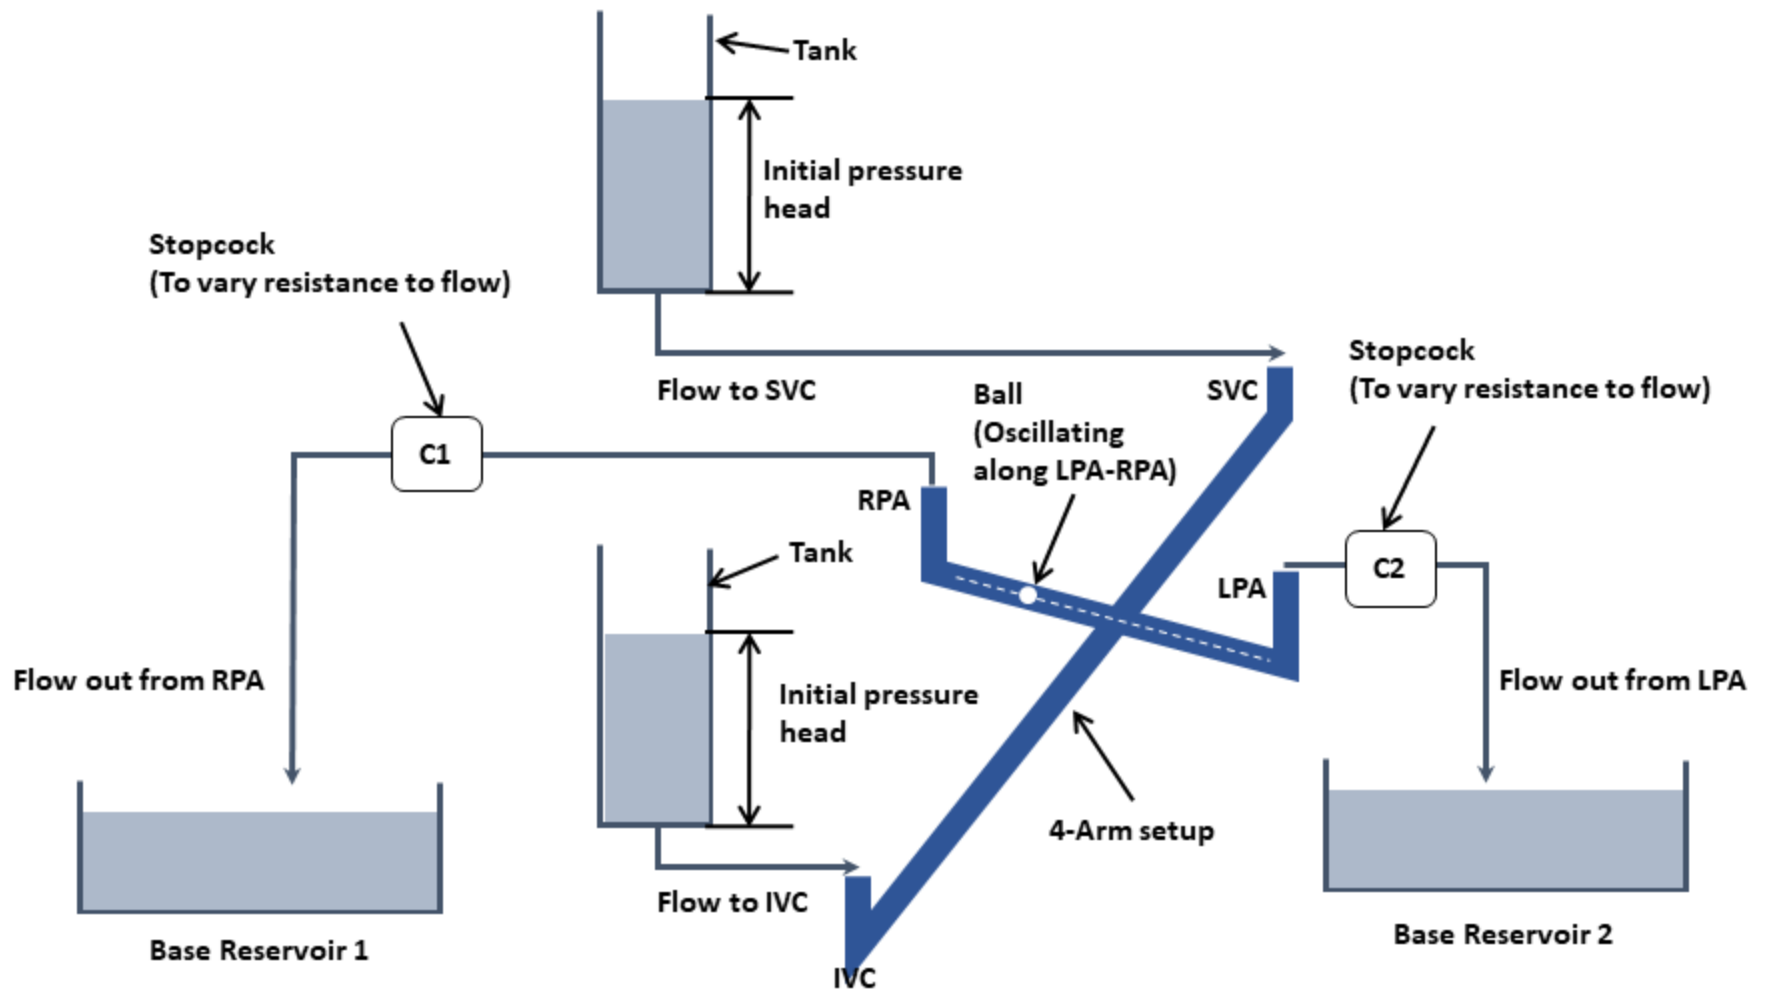 Tank
Initial pressure
head
Stopcock
(To vary resistance to flow)
Stopcock
(To vary resistance to flow)
Flow to SVC
SVC
Ball
(Oscillating
along LPA-RPA)
C1
RPA
Tank
LPA
C2
Flow out from RPA
Initial pressure
head
Flow out from LPA
4-Arm setup
Flow to IVC
Base Reservoir 1
IVC
Base Reservoir 2